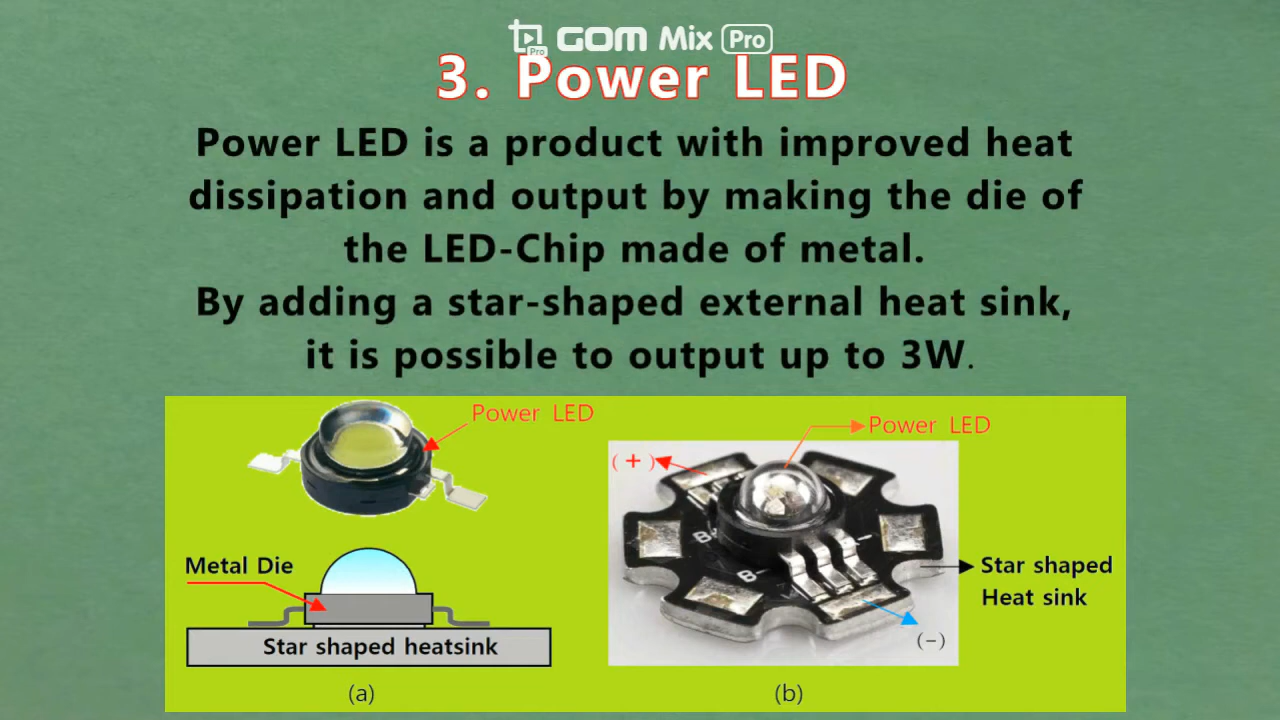 GOM Mix Pro
Pro
3. Power LED
Power LED is a product with improved heat
dissipation and output by making the die of
the LED-Chip made of metal.
By adding a star-shaped external heat sink,
it is possible to output up to 3W.
Power LED
Power LED
(+)
Metal Die
B
B-
Star shaped
Heat sink
Star shaped heatsink
(−)
(a)
(b)